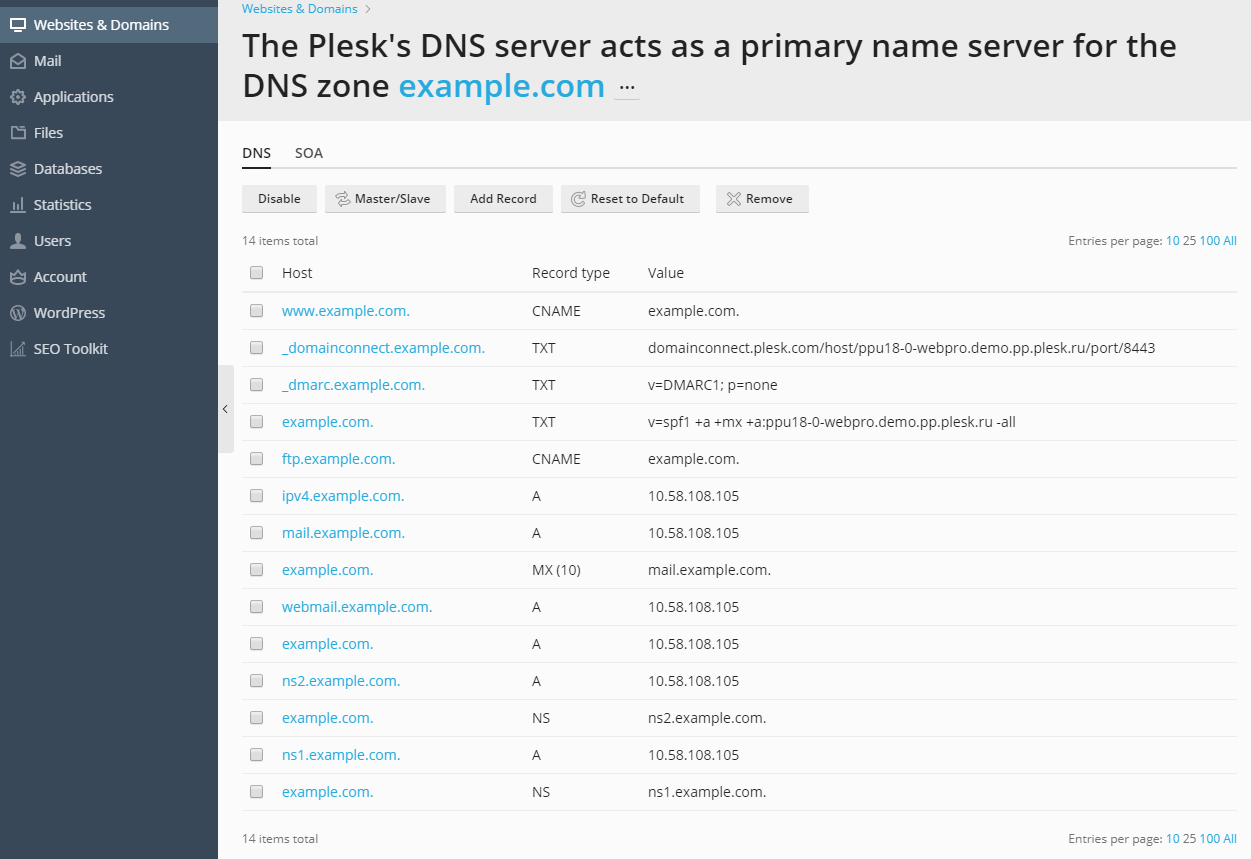 Websites & Domains
Mail
Applications
Files
Databases
Statistics
Users
Account
WordPress
SEO Toolkit
Websites & Domains >
The Plesk's DNS server acts as a primary name server for the
DNS zone example.com ...
DNS SOA
Disable Master/Slave Add Record Reset to Default Remove
14 items total Entries per page: 10 25 100 All
Host Record type Value
www.example.com. CNAME example.com.
_domainconnect.example.com. TXT domainconnect.plesk.com/host/ppu18-0-webpro.demo.pp.plesk.ru/port/8443
_dmarc.example.com. TXT v=DMARC1; p=none
example.com. TXT v=spf1 +a +mx +a:ppu18-0-webpro.demo.pp.plesk.ru -all
ftp.example.com. CNAME example.com.
ipv4.example.com. A 10.58.108.105
mail.example.com. A 10.58.108.105
example.com. MX (10) mail.example.com.
webmail.example.com. A 10.58.108.105
example.com. A 10.58.108.105
ns2.example.com. A 10.58.108.105
example.com. NS ns2.example.com.
ns1.example.com. A 10.58.108.105
example.com. NS ns1.example.com.
14 items total Entries per page: 10 25 100 All